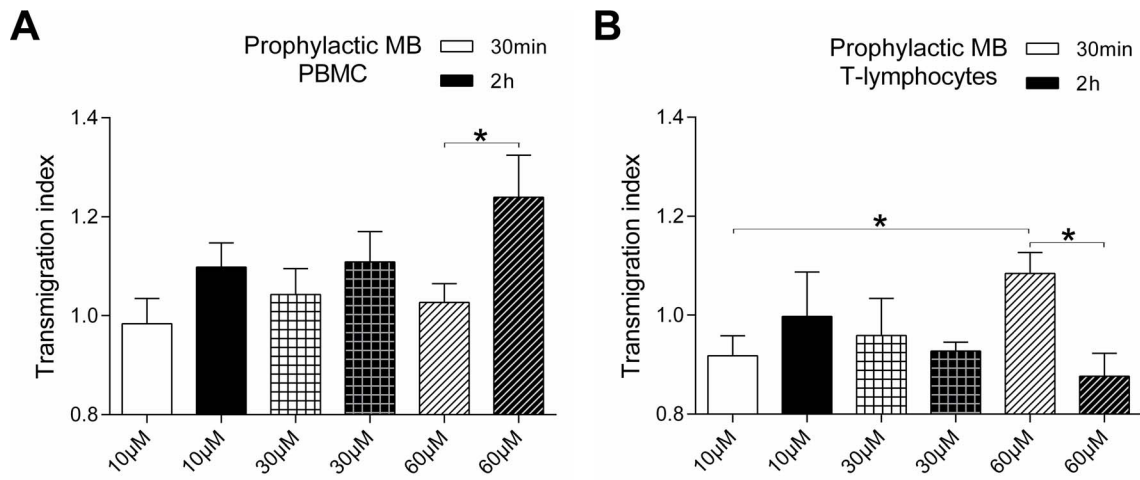 A
Prophylactic MB
PBMC
30min
2h
Transmigration index
1.4
1.2
1.0
0.8
*
10µM
10µM
30µM
30µM
60µM
60µM
B
Prophylactic MB
T-lymphocytes
30min
2h
Transmigration index
1.4
1.2
1.0
0.8
*
*
10µM
10µM
30µM
30µM
60µM
60µM